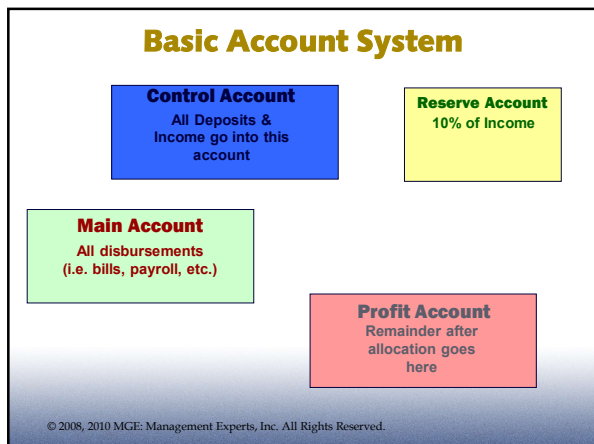 Basic Account System
Control Account
All Deposits &
Income go into this
account
Reserve Account
10% of Income
Main Account
All disbursements
(i.e. bills, payroll, etc.)
Profit Account
Remainder after
allocation goes
here
© 2008, 2010 MGE: Management Experts, Inc. All Rights Reserved.